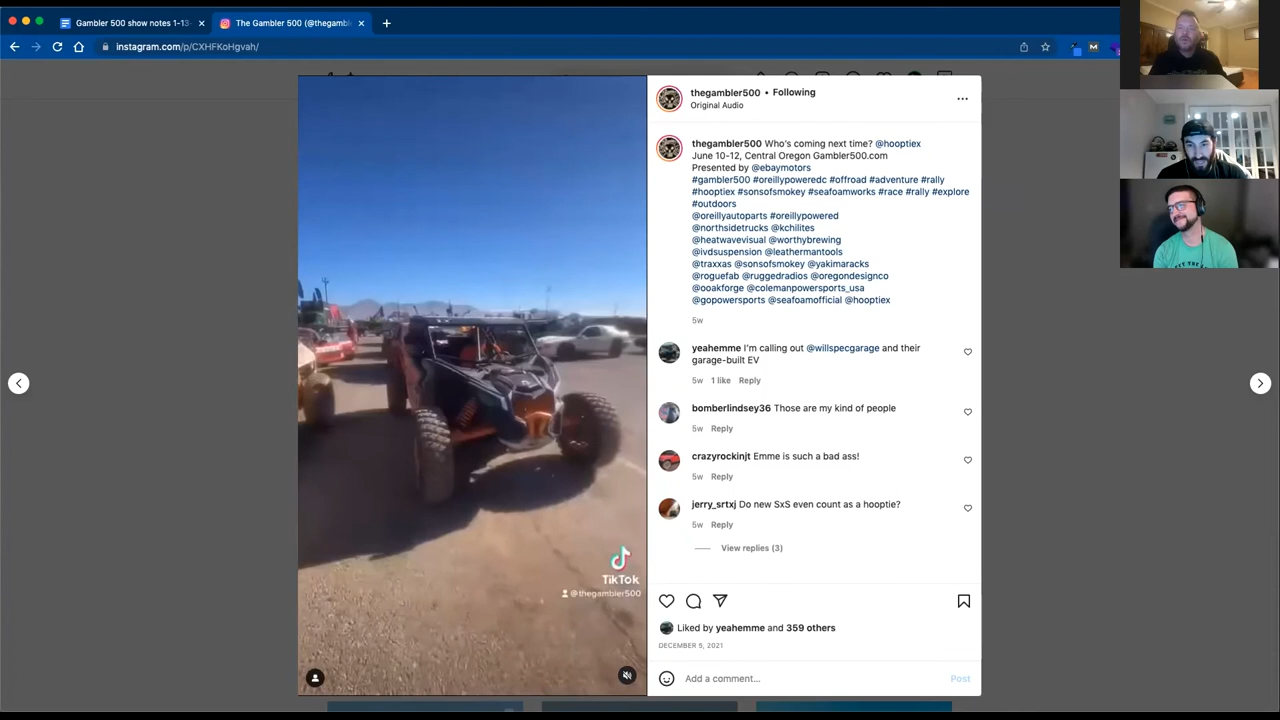 Gambler 500 show notes 1-13-
The Gambler 500 (@thegambl
instagram.com/p/CXHFKoHgvah/
thegambler500 • Following
Original Audio
thegambler500 Who's coming next time? @hooptiex
June 10-12, Central Oregon Gambler500.com
Presented by @ebaymotors
#gambler500 #oreillypoweredc #offroad #adventure #rally
#hooptiex #sonsofsmokey #seafoamworks #race #rally #explore
#outdoors
@oreillyautoparts #oreillypowered
@northsidetrucks @kchilites
@heatwavevisual @worthybrewing
@ivdsuspension @leathermantools
@traxxas @sonsofsmokey @yakimaracks
@roguefab @ruggedradios @oregondesignco
@ooakforge @colemanpowersports_usa
@gopowersports @seafoamofficial @hooptiex
5w
yeahemme I'm calling out @willspecgarage and their
garage-built EV
5w 1 like Reply
bomberlindsey36 Those are my kind of people
5w Reply
crazyrockinjt Emme is such a bad ass!
5w Reply
jerry_srtxj Do new SxS even count as a hooptie?
5w Reply
View replies (3)
TikTok
@thegambler500
Liked by yeahemme and 359 others
DECEMBER 5, 2021
Add a comment...
Post